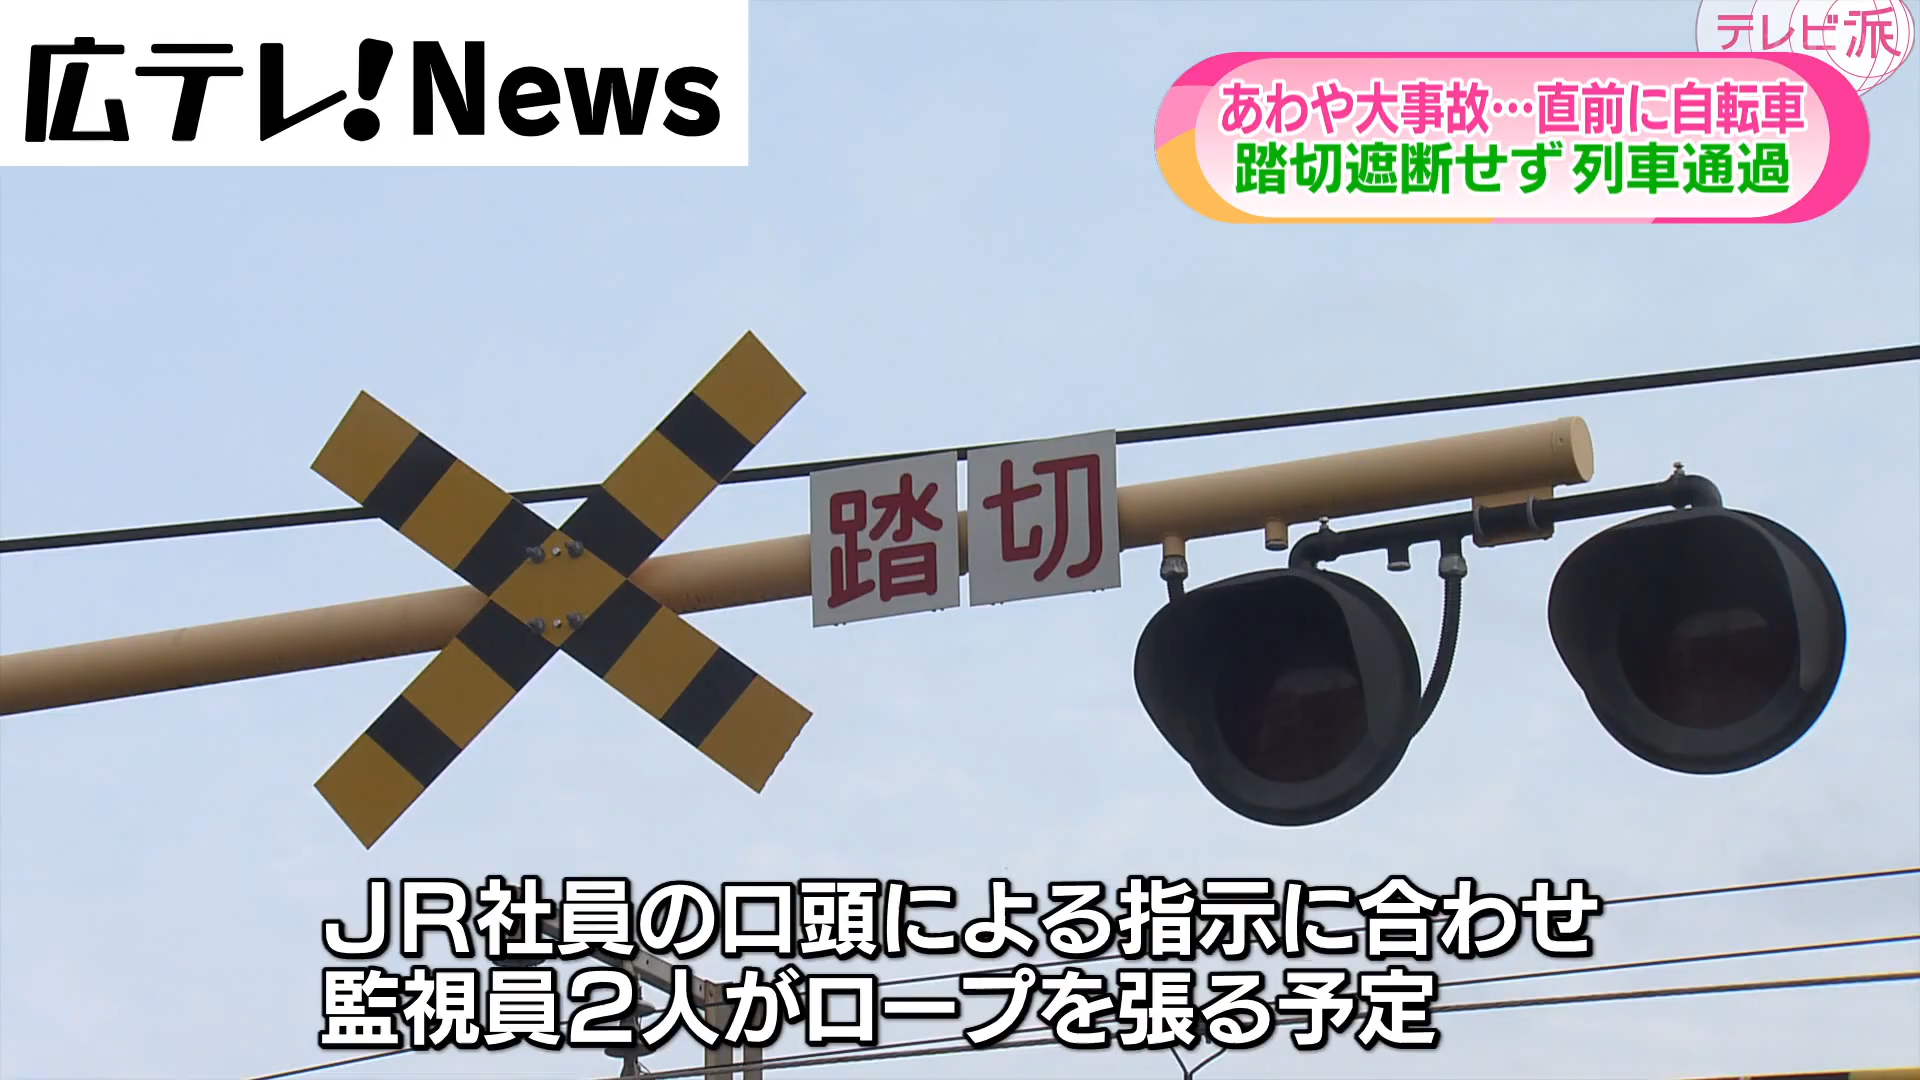 広テレ!News
テレビ派
あわや大事故…直前に自転車
踏切遮断せず 列車通過
踏切
JR社員の口頭による指示に合わせ
監視員2人がロープを張る予定